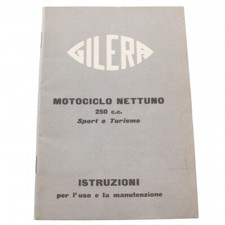 GILERA
MOTOCICLO NETTUNO
250 c.c.
Sport e Turismo
ISTRUZIONI
per l'uso e la manutenzione